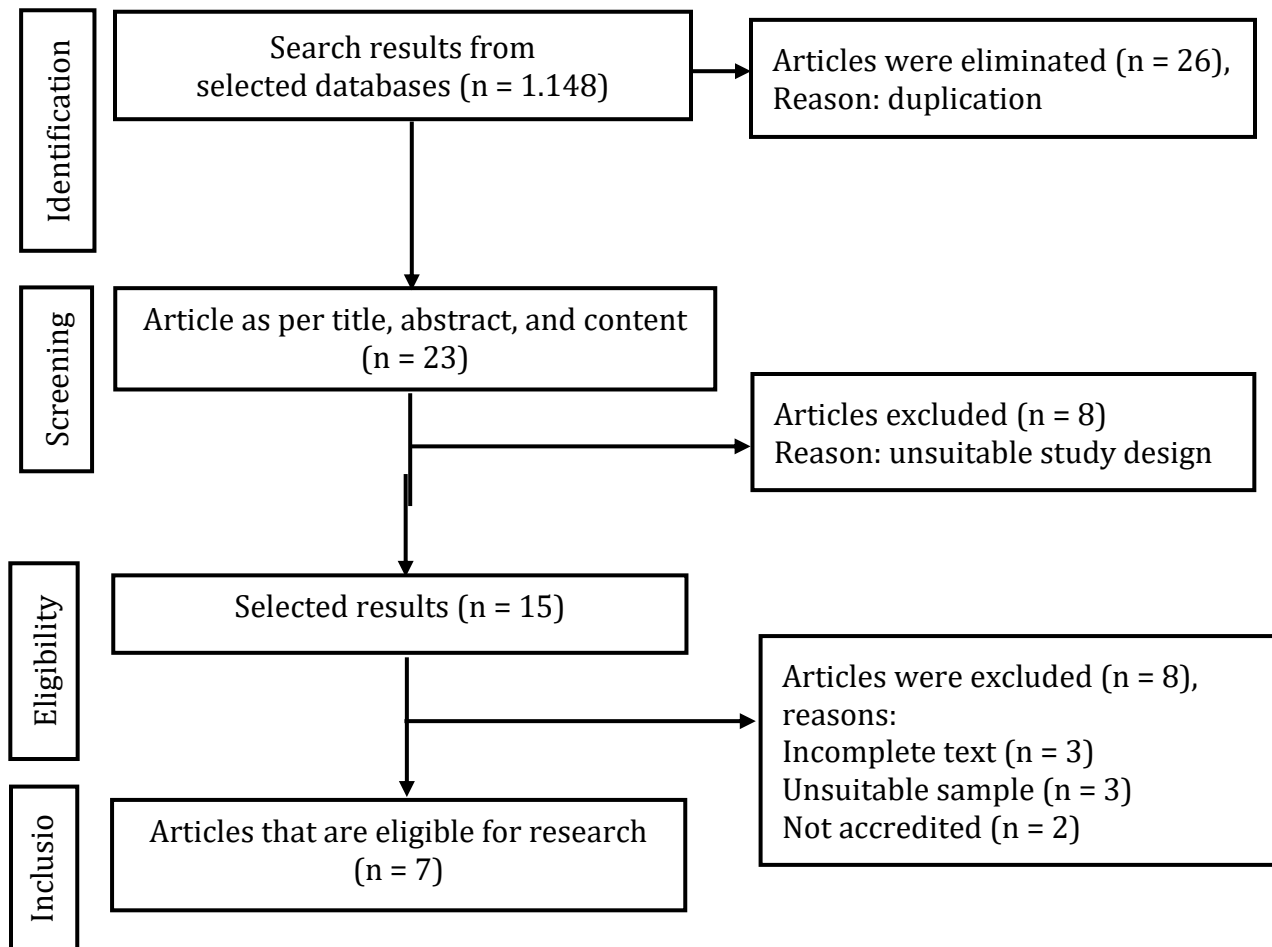 Identification
Search results from
selected databases (n = 1.148)
Articles were eliminated (n = 26),
Reason: duplication
Screening
Article as per title, abstract, and content
(n = 23)
Articles excluded (n = 8)
Reason: unsuitable study design
Eligibility
Selected results (n = 15)
Articles were excluded (n = 8),
reasons:
Incomplete text (n = 3)
Unsuitable sample (n = 3)
Not accredited (n = 2)
Inclusio
Articles that are eligible for research
(n = 7)